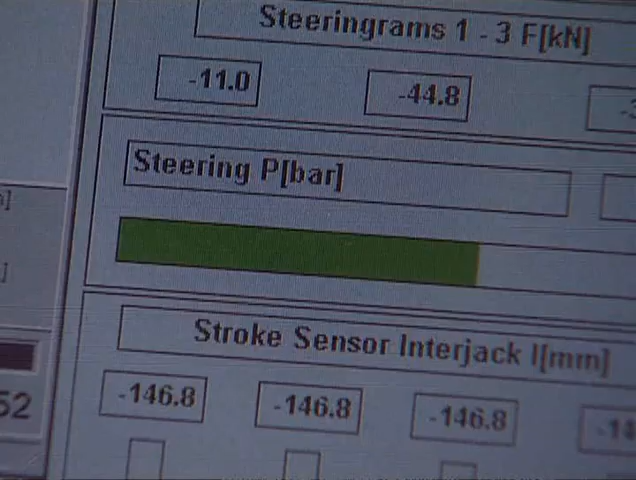 Steeringrams 1 - 3 F[kN]
-11.0 -44.8
Steering P[bar]
Stroke Sensor Interjack l[mm]
-146.8 -146.8 -146.8
52